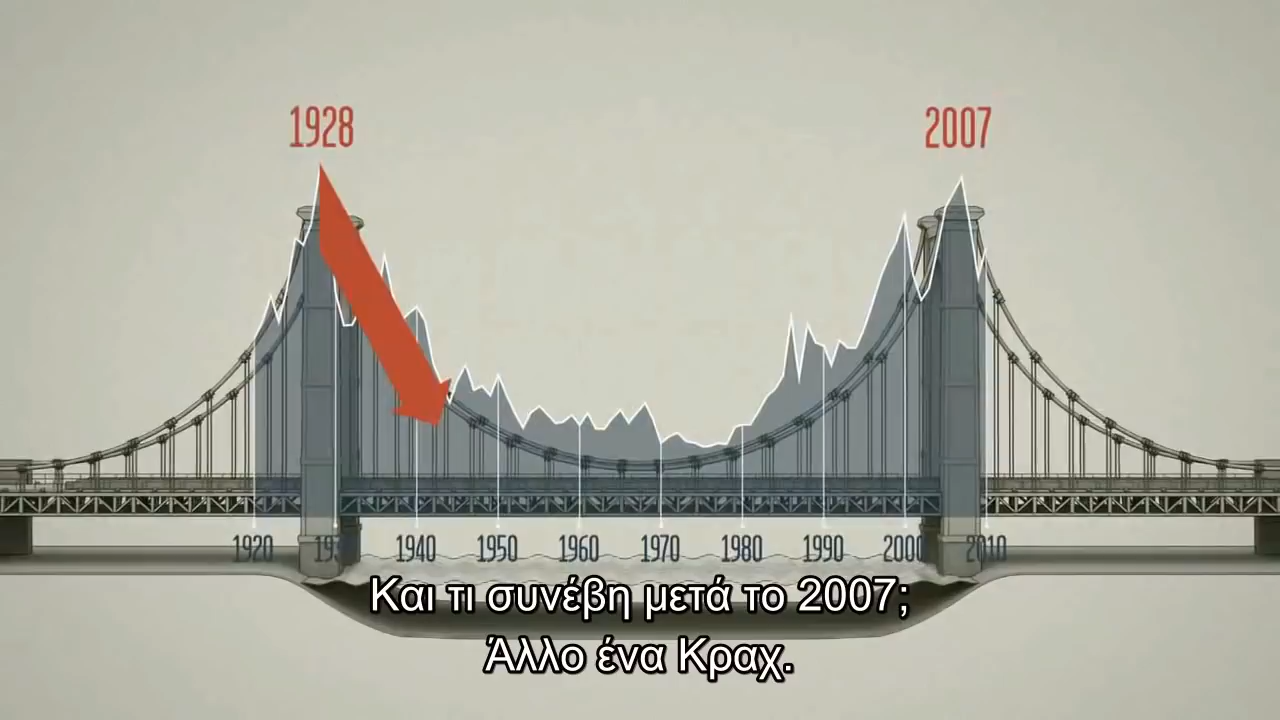 1928 2007
1920 1930 1940 1950 1960 1970 1980 1990 2000 2010
Και τι συνέβη μετά το 2007;
Άλλο ένα Κραχ.